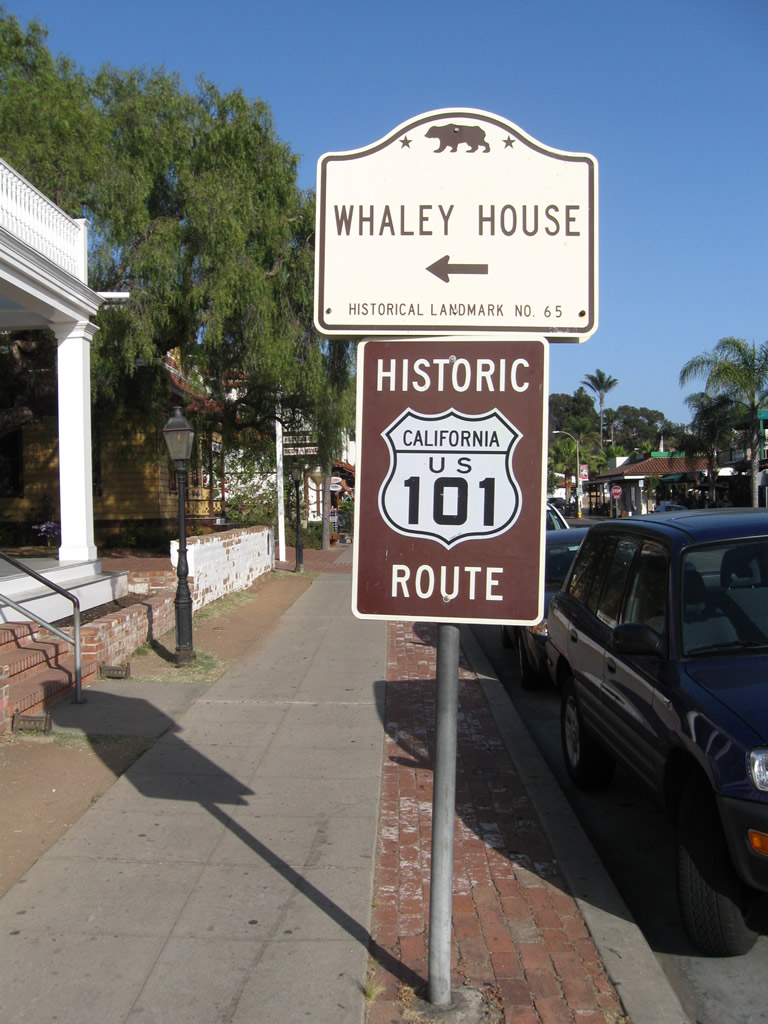 WHALEY HOUSE
HISTORICAL LANDMARK NO. 65
HISTORIC
CALIFORNIA
US
101
ROUTE